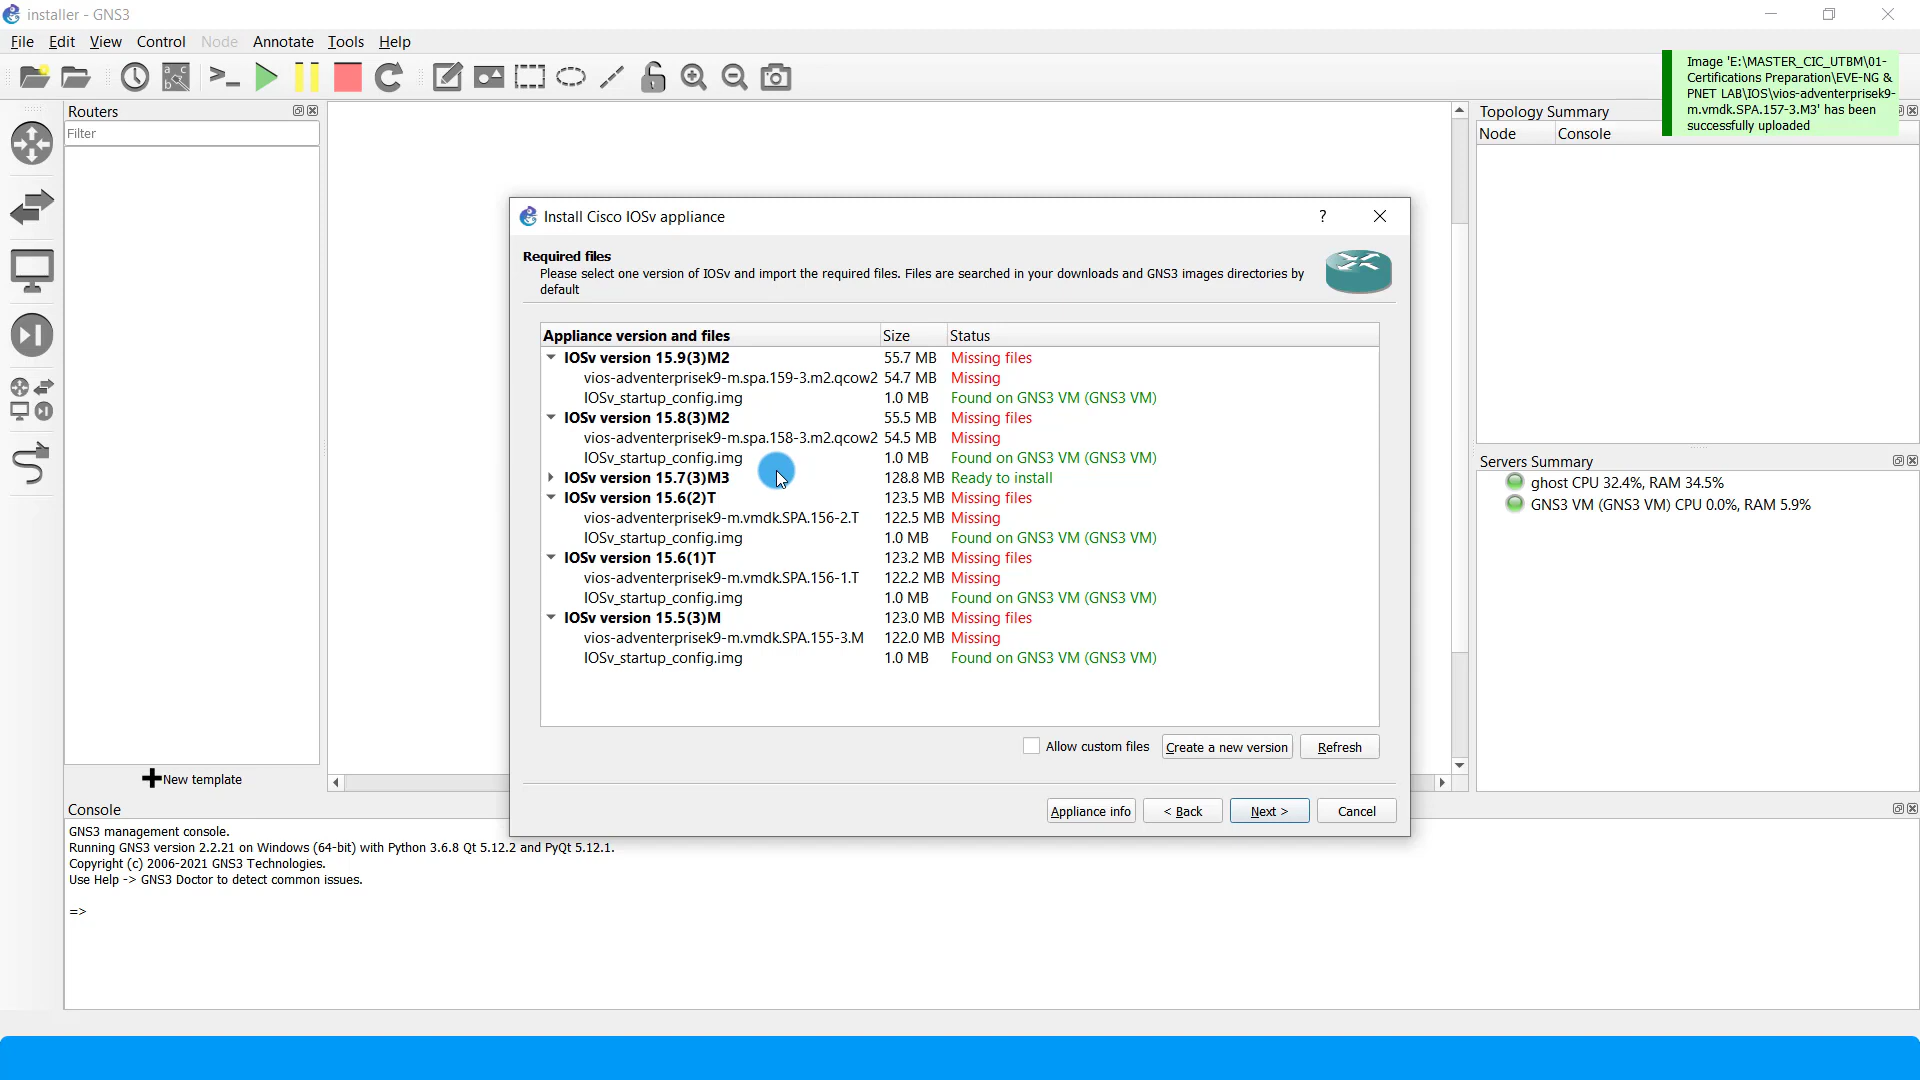 installer - GNS3
File Edit View Control Node Annotate Tools Help
Image 'E:\MASTER_CIC_UTBM\01-
Certifications Preparation\EVE-NG &
PNET LAB\IOS\vios-adventerprisek9-
m.vmdk.SPA.157-3.M3' has been
successfully uploaded
Routers
Filter
Topology Summary
Node Console
Install Cisco IOSv appliance
Required files
Please select one version of IOSv and import the required files. Files are searched in your downloads and GNS3 images directories by
default
Appliance version and files Size Status
IOSv version 15.9(3)M2 55.7 MB Missing files
vios-adventerprisek9-m.spa.159-3.m2.qcow2 54.7 MB Missing
IOSv_startup_config.img 1.0 MB Found on GNS3 VM (GNS3 VM)
IOSv version 15.8(3)M2 55.5 MB Missing files
vios-adventerprisek9-m.spa.158-3.m2.qcow2 54.5 MB Missing
IOSv_startup_config.img 1.0 MB Found on GNS3 VM (GNS3 VM)
IOSv version 15.7(3)M3 128.8 MB Ready to install
IOSv version 15.6(2)T 123.5 MB Missing files
vios-adventerprisek9-m.vmdk.SPA.156-2.T 122.5 MB Missing
IOSv_startup_config.img 1.0 MB Found on GNS3 VM (GNS3 VM)
IOSv version 15.6(1)T 123.2 MB Missing files
vios-adventerprisek9-m.vmdk.SPA.156-1.T 122.2 MB Missing
IOSv_startup_config.img 1.0 MB Found on GNS3 VM (GNS3 VM)
IOSv version 15.5(3)M 123.0 MB Missing files
vios-adventerprisek9-m.vmdk.SPA.155-3.M 122.0 MB Missing
IOSv_startup_config.img 1.0 MB Found on GNS3 VM (GNS3 VM)
Allow custom files Create a new version Refresh
Appliance info < Back Next > Cancel
Servers Summary
ghost CPU 32.4%, RAM 34.5%
GNS3 VM (GNS3 VM) CPU 0.0%, RAM 5.9%
New template
Console
GNS3 management console.
Running GNS3 version 2.2.21 on Windows (64-bit) with Python 3.6.8 Qt 5.12.2 and PyQt 5.12.1.
Copyright (c) 2006-2021 GNS3 Technologies.
Use Help -> GNS3 Doctor to detect common issues.
=>